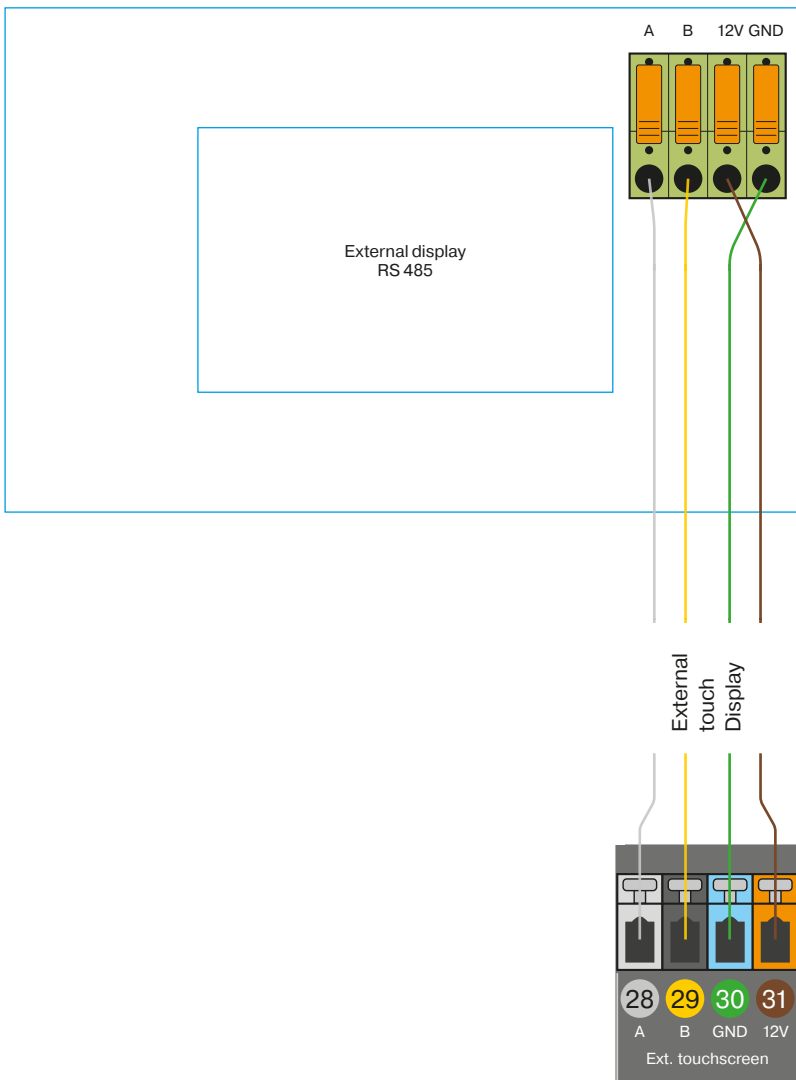 A B 12V GND
External display
RS 485
External
touch
Display
28 29 30 31
A B GND 12V
Ext. touchscreen